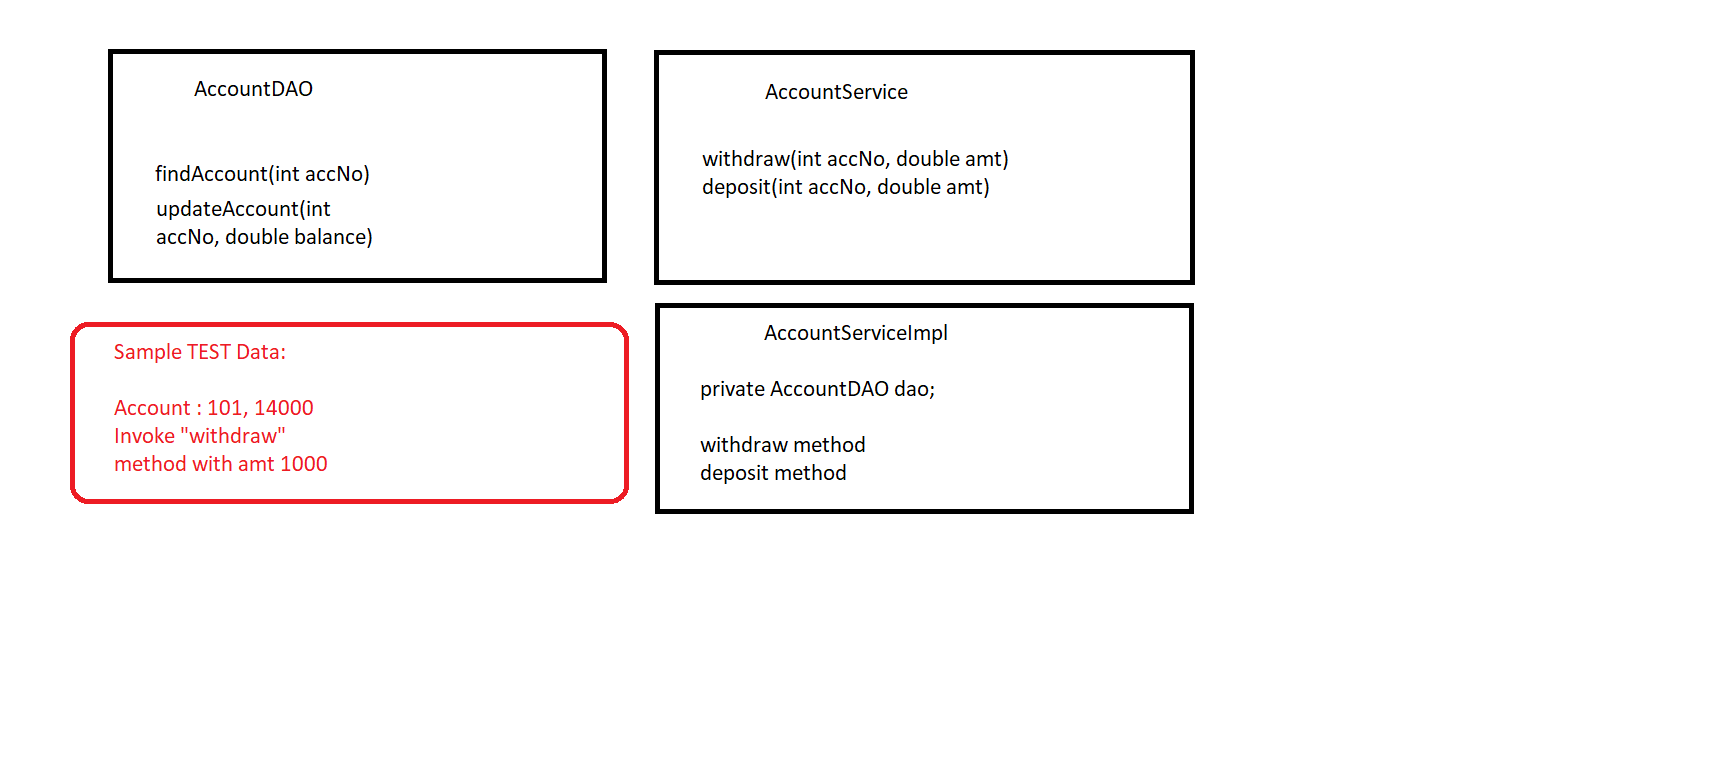 AccountDAO
findAccount(int accNo)
updateAccount(int
accNo, double balance)
AccountService
withdraw(int accNo, double amt)
deposit(int accNo, double amt)
Sample TEST Data:
Account : 101, 14000
Invoke "withdraw"
method with amt 1000
AccountServiceImpl
private AccountDAO dao;
withdraw method
deposit method